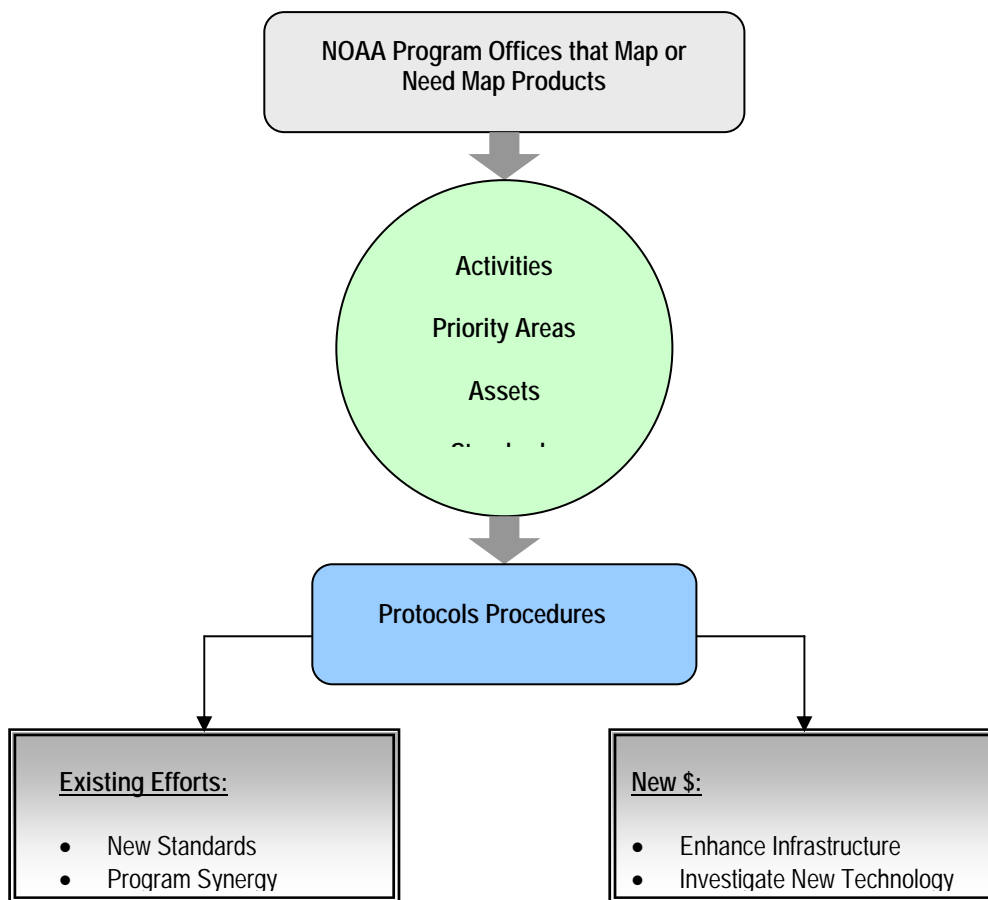 NOAA Program Offices that Map or
Need Map Products
Activities
Priority Areas
Assets
Protocols Procedures
Existing Efforts:
• New Standards
• Program Synergy
New $:
• Enhance Infrastructure
• Investigate New Technology